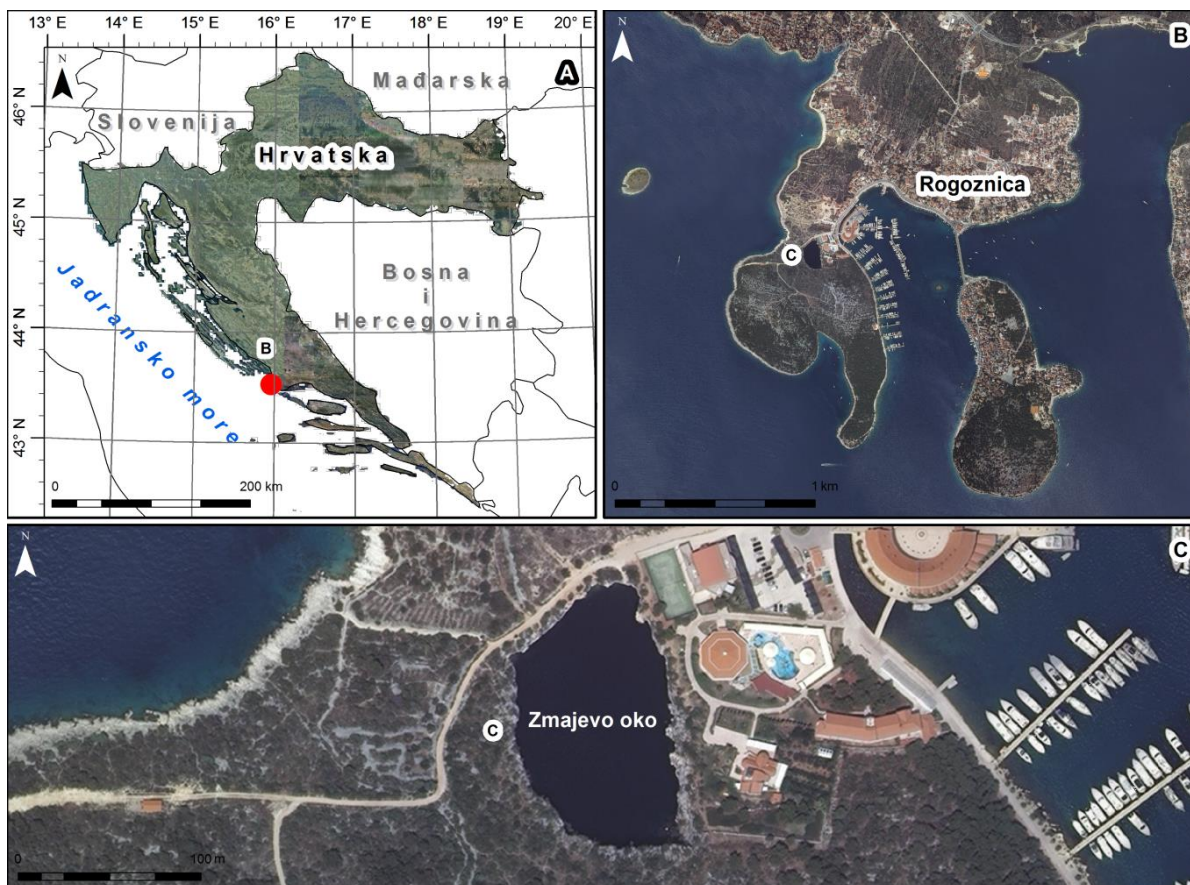 13° E 14° E 15° E 16° E 17° E 18° E 19° E 20° E
N
A
Mađarska
Slovenija
Hrvatska
46° N
45° N
44° N
43° N
Bosna
i
Hercegovina
Jadransko more
B
0 200 km
N
B
Rogoznica
C
0 1 km
N
C
Zmajevo oko
C
0 100 m